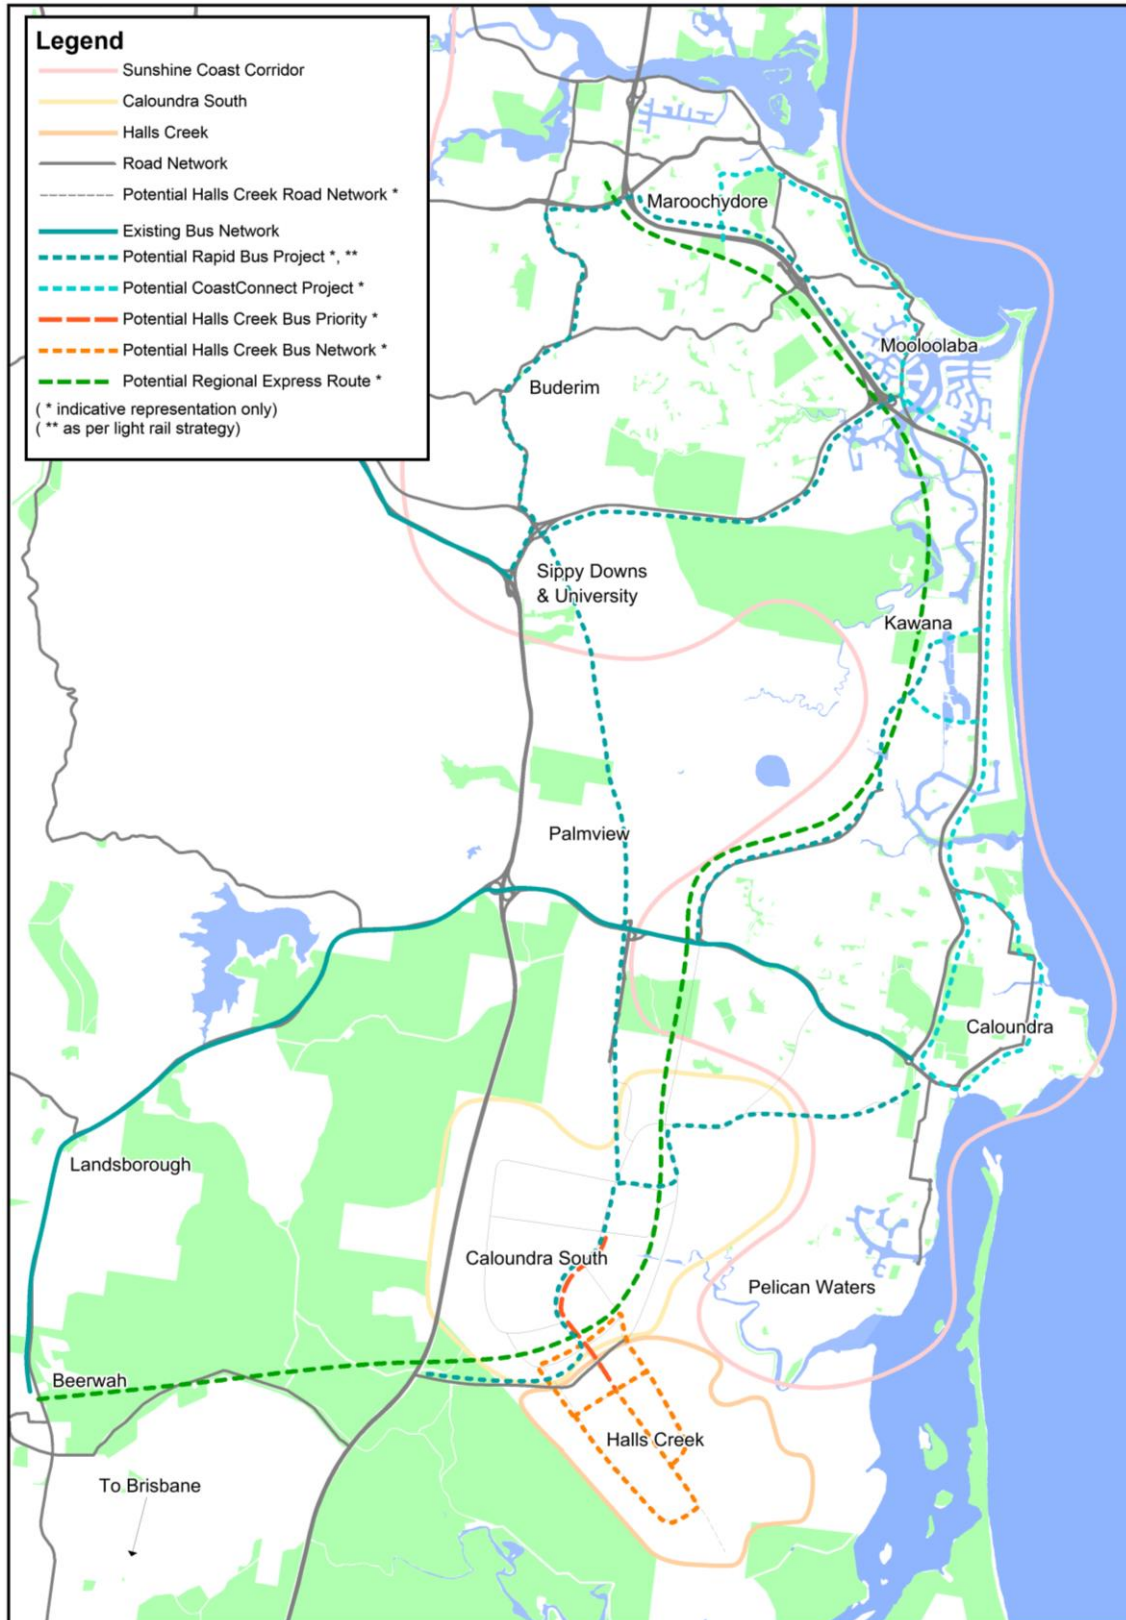 Legend
Sunshine Coast Corridor
Caloundra South
Halls Creek
Road Network
Potential Halls Creek Road Network *
Existing Bus Network
Potential Rapid Bus Project *, **
Potential CoastConnect Project *
Potential Halls Creek Bus Priority *
Potential Halls Creek Bus Network *
Potential Regional Express Route *
( * indicative representation only)
( ** as per light rail strategy)
Maroochydore
Mooloolaba
Buderim
Sippy Downs
& University
Kawana
Palmview
Caloundra
Landsborough
Caloundra South
Pelican Waters
Beerwah
Halls Creek
To Brisbane